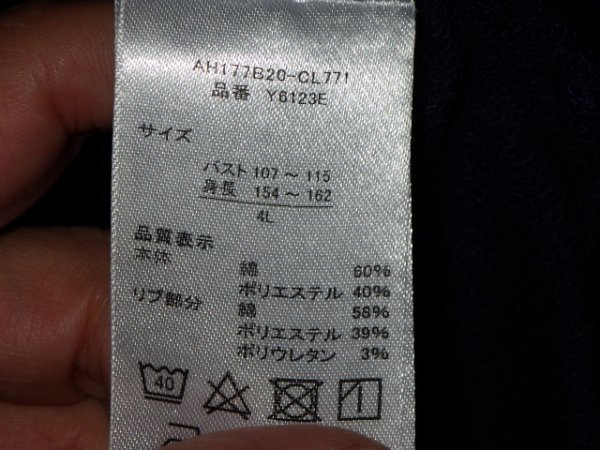 AH177B20-CL771
品番 Y6123E
サイズ
バスト 107～115
身長 154～162
4L
品質表示
本体
綿 60%
ポリエステル 40%
リブ部分
綿 58%
ポリエステル 39%
ポリウレタン 3%
40